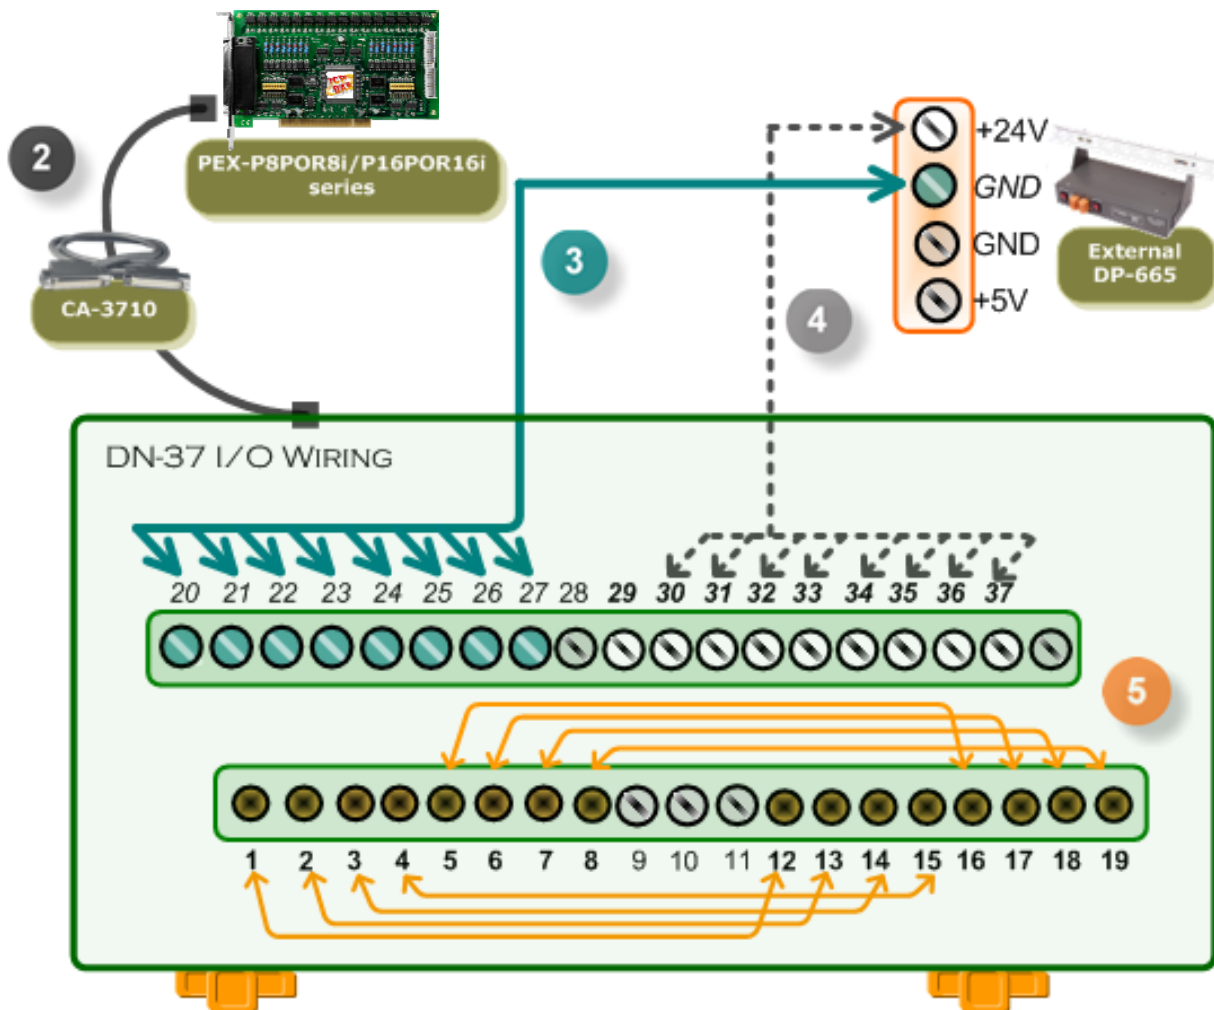 2
PEX-P8POR8i/P16POR16i
series
CA-3710
3
4
+24V
GND
GND
+5V
External
DP-665
DN-37 I/O WIRING
20 21 22 23 24 25 26 27 28 29 30 31 32 33 34 35 36 37
5
1 2 3 4 5 6 7 8 9 10 11 12 13 14 15 16 17 18 19